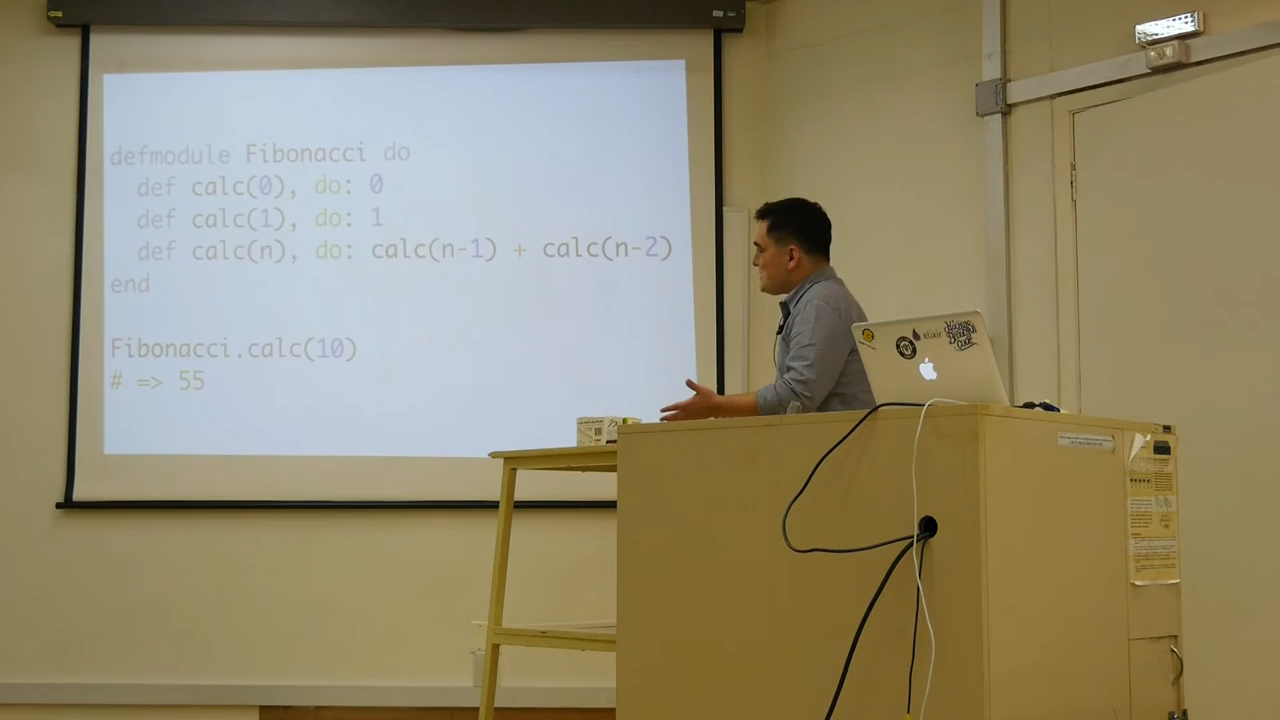 defmodule Fibonacci do
  def calc(0), do: 0
  def calc(1), do: 1
  def calc(n), do: calc(n-1) + calc(n-2)
end
Fibonacci.calc(10)
# => 55
elixir